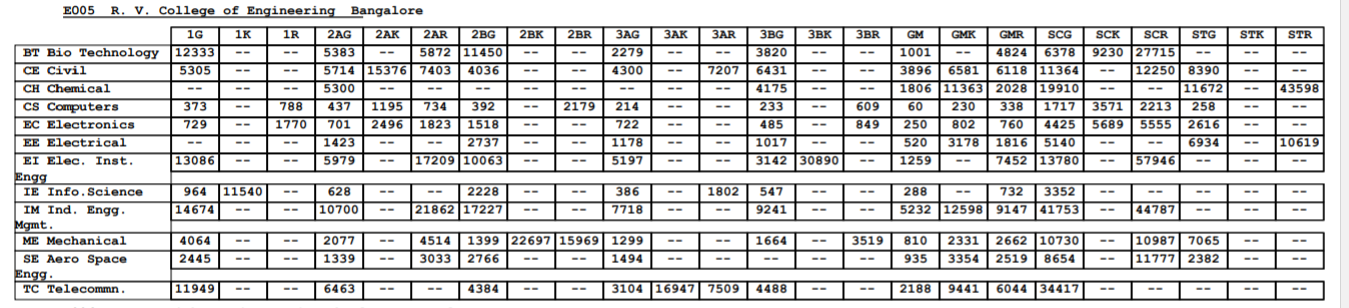 E005 R. V. College of Engineering Bangalore
1G 1K 1R 2AG 2AK 2AR 2BG 2BK 2BR 3AG 3AK 3AR 3BG 3BK 3BR GM GMK GMR SCG SCK SCR STG STK STR
BT Bio Technology 12333 -- -- 5383 -- 5872 11450 -- -- 2279 -- -- 3820 -- -- 1001 -- 4824 6378 9230 27715 -- -- --
CE Civil 5305 -- -- 5714 15376 7403 4036 -- -- 4300 -- 7207 6431 -- -- 3896 6581 6118 11364 -- 12250 8390 -- --
CH Chemical -- -- -- 5300 -- -- -- -- -- -- -- -- 4175 -- -- 1806 11363 2028 19910 -- -- 11672 -- 43598
CS Computers 373 -- 788 437 1195 734 392 -- 2179 214 -- -- 233 -- 609 60 230 338 1717 3571 2213 258 -- --
EC Electronics 729 -- 1770 701 2496 1823 1518 -- -- 722 -- -- 485 -- 849 250 802 760 4425 5689 5555 2616 -- --
EE Electrical -- -- -- 1423 -- -- 2737 -- -- 1178 -- -- 1017 -- -- 520 3178 1816 5140 -- -- 6934 -- 10619
EI Elec. Inst. 13086 -- -- 5979 -- 17209 10063 -- -- 5197 -- -- 3142 30890 -- 1259 -- 7452 13780 -- 57946 -- -- --
Engg
IE Info.Science 964 11540 -- 628 -- -- 2228 -- -- 386 -- 1802 547 -- -- 288 -- 732 3352 -- -- -- -- --
IM Ind. Engg. 14674 -- -- 10700 -- 21862 17227 -- -- 7718 -- -- 9241 -- -- 5232 12598 9147 41753 -- 44787 -- -- --
Mgmt.
ME Mechanical 4064 -- -- 2077 -- 4514 1399 22697 15969 1299 -- -- 1664 -- 3519 810 2331 2662 10730 -- 10987 7065 -- --
SE Aero Space 2445 -- -- 1339 -- 3033 2766 -- -- 1494 -- -- -- -- -- 935 3354 2519 8654 -- 11777 2382 -- --
Engg.
TC Telecommn. 11949 -- -- 6463 -- -- 4384 -- -- 3104 16947 7509 4488 -- -- 2188 9441 6044 34417 -- -- -- -- --